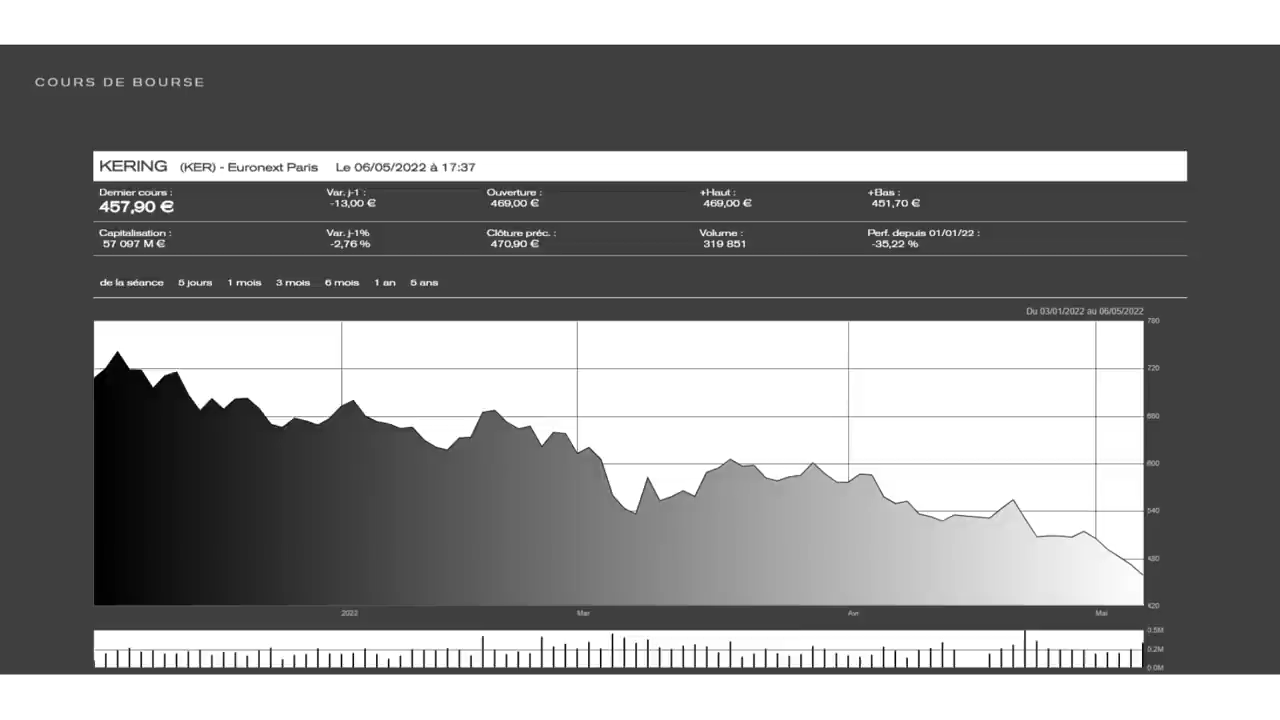 COURS DE BOURSE
KERING (KER) - Euronext Paris Le 06/05/2022 à 17:37
Dernier cours : Var. j-1 : Ouverture : +Haut : +Bas :
457,90 € -13,00 € 469,00 € 469,00 € 451,70 €
Capitalisation : Var. j-1% Clôture préc. : Volume : Perf. depuis 01/01/22 :
57 097 M € -2,76 % 470,90 € 319 851 -35,22 %
de la séance 5 jours 1 mois 3 mois 6 mois 1 an 5 ans
Du 03/01/2022 au 06/05/2022
780
720
660
600
540
480
420
2022 Mar Avr Mai
0.5M
0.2M
0.0M